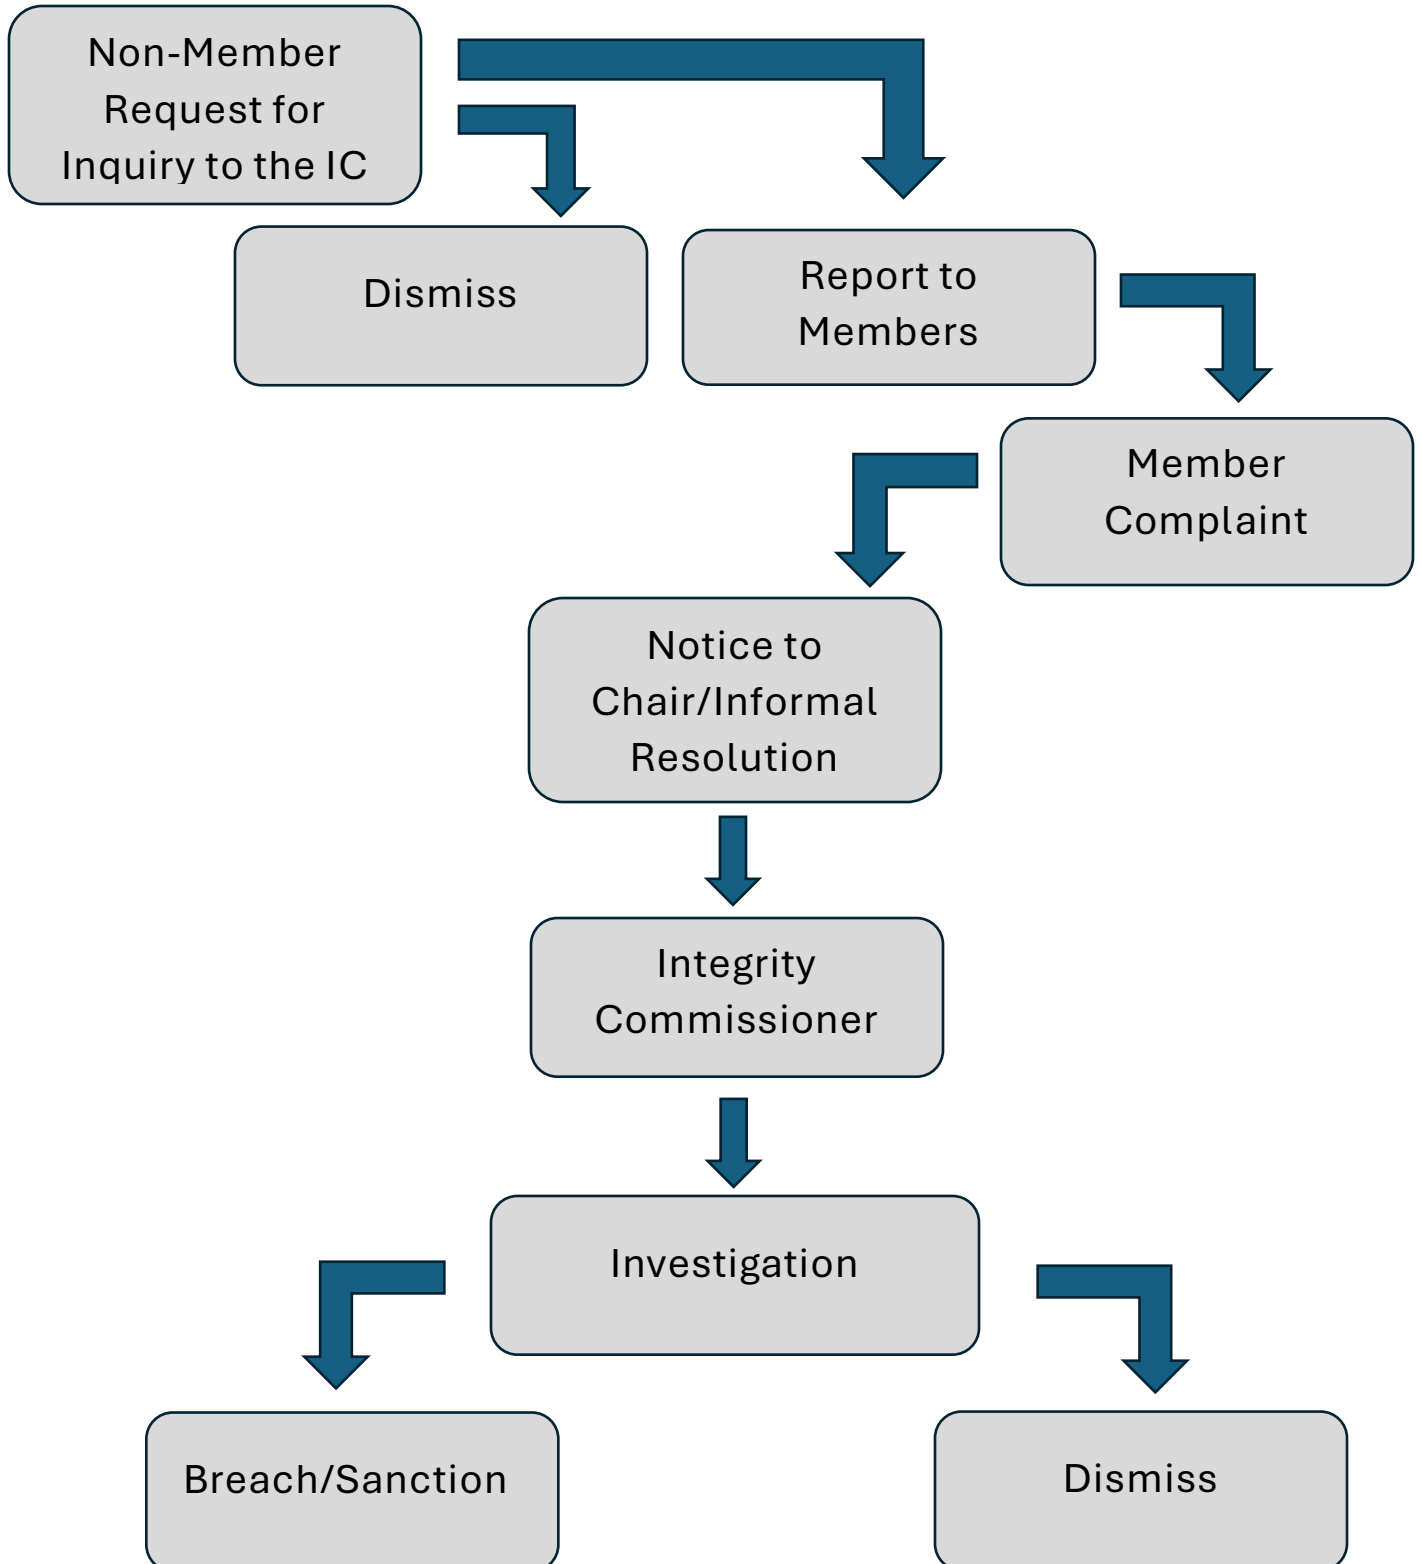 Non-Member
Request for
Inquiry to the IC
Dismiss
Report to
Members
Member
Complaint
Notice to
Chair/Informal
Resolution
Integrity
Commissioner
Investigation
Breach/Sanction
Dismiss